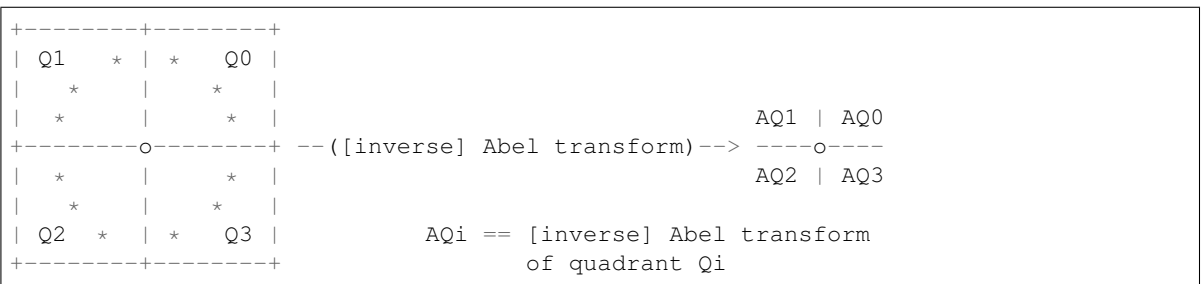 +--------+--------+
| Q1   * | *   Q0 |
|   *    |    *   |
|  *     |     *  |                               AQ1 | AQ0
+--------o--------+ --([inverse] Abel transform)--> ----o----
|  *     |     *  |                               AQ2 | AQ3
|   *    |    *   |
| Q2  *  | *   Q3 |          AQi == [inverse] Abel transform
+--------+--------+                 of quadrant Qi